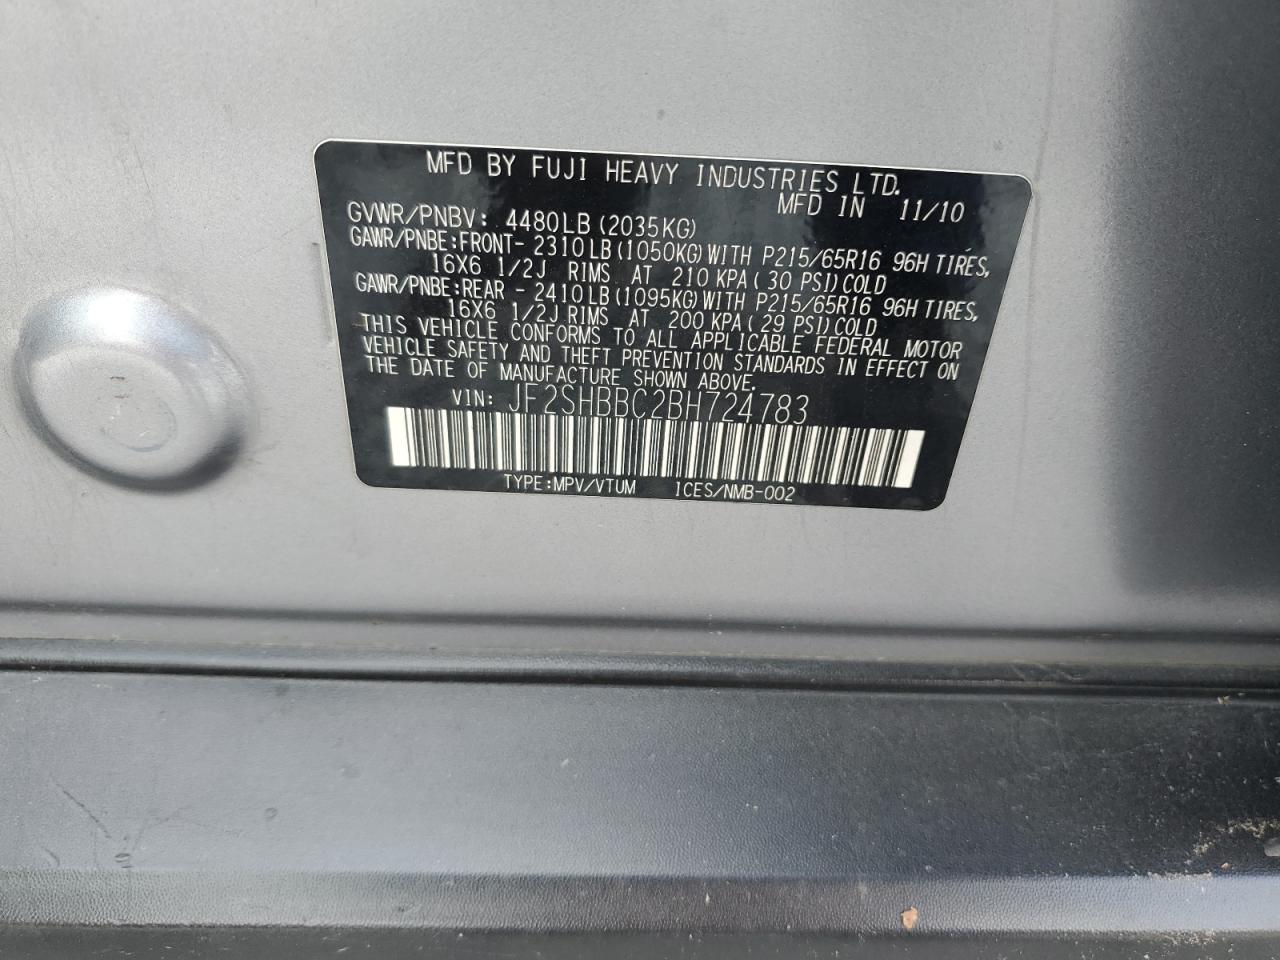 MFD BY FUJI HEAVY INDUSTRIES LTD.
MFD IN 11/10
GVWR/PNBV: 4480LB (2035KG)
GAWR/PNBE:FRONT- 2310LB (1050KG) WITH P215/65R16 96H TIRES,
16X6 1/2J RIMS AT 210 KPA ( 30 PSI) COLD
GAWR/PNBE:REAR - 2410LB (1095KG) WITH P215/65R16 96H TIRES,
16X6 1/2J RIMS AT 200 KPA ( 29 PSI) COLD
THIS VEHICLE CONFORMS TO ALL APPLICABLE FEDERAL MOTOR
VEHICLE SAFETY AND THEFT PREVENTION STANDARDS IN EFFECT ON
THE DATE OF MANUFACTURE SHOWN ABOVE.
VIN: JF2SHBBC2BH724783
TYPE:MPV/VTUM ICES/NMB-002